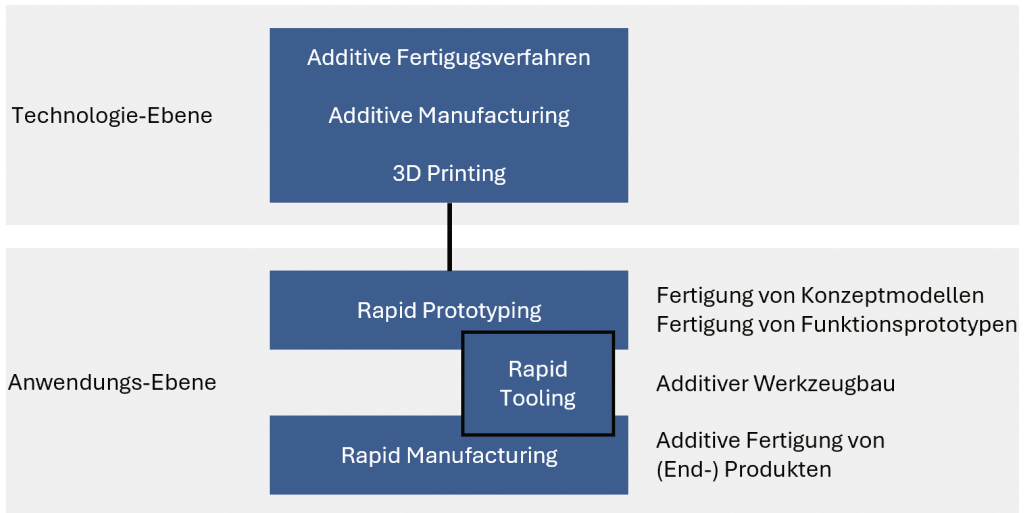 Additive Fertigugsverfahren
Technologie-Ebene
Additive Manufacturing
3D Printing
Rapid Prototyping
Fertigung von Konzeptmodellen
Fertigung von Funktionsprototypen
Anwendungs-Ebene
Rapid
Tooling
Additiver Werkzeugbau
Rapid Manufacturing
Additive Fertigung von
(End-) Produkten